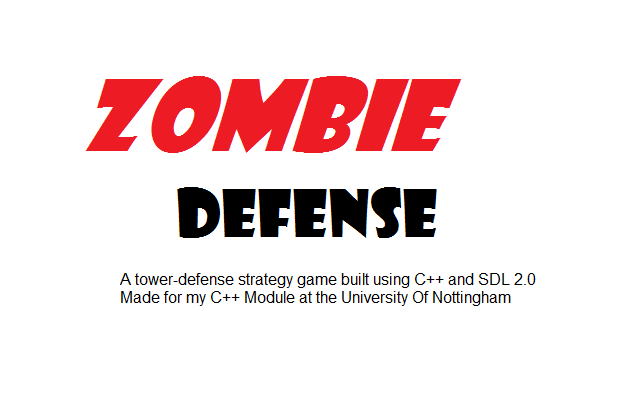 ZOMBIE
DEFENSE
A tower-defense strategy game built using C++ and SDL 2.0
Made for my C++ Module at the University Of Nottingham